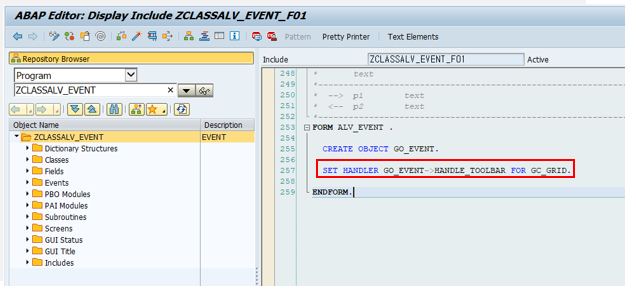 ABAP Editor: Display Include ZCLASSALV_EVENT_F01
Pattern Pretty Printer Text Elements
Repository Browser
Program
ZCLASSALV_EVENT
Object Name Description
ZCLASSALV_EVENT EVENT
Dictionary Structures
Classes
Fields
Events
PBO Modules
PAI Modules
Subroutines
Screens
GUI Status
GUI Title
Includes
Include ZCLASSALV_EVENT_F01 Active
248 * text
249 *----------------------------------------------------------------------
250 * --> p1 text
251 * <-- p2 text
252 *----------------------------------------------------------------------
253 FORM ALV_EVENT .
254
255 CREATE OBJECT GO_EVENT.
256
257 SET HANDLER GO_EVENT->HANDLE_TOOLBAR FOR GC_GRID.
258
259 ENDFORM.